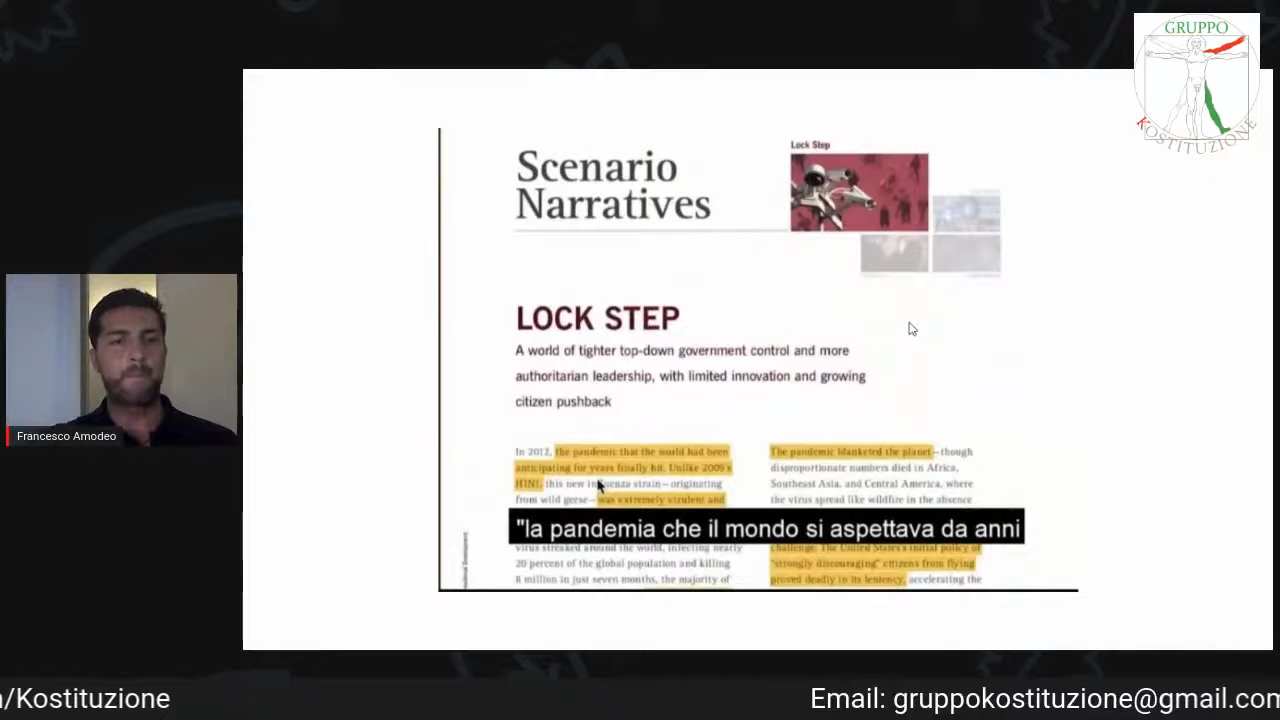 GRUPPO
KOSTITUZIONE
Lock Step
Scenario
Narratives
LOCK STEP
A world of tighter top-down government control and more
authoritarian leadership, with limited innovation and growing
citizen pushback
In 2012, the pandemic that the world had been
anticipating for years finally hit. Unlike 2009's
H1N1, this new influenza strain—originating
from wild geese—was extremely virulent and
virus streaked around the world, infecting nearly
20 percent of the global population and killing
8 million in just seven months, the majority of
The pandemic blanketed the planet—though
disproportionate numbers died in Africa,
Southeast Asia, and Central America, where
the virus spread like wildfire in the absence
challenge. The United States's initial policy of
"strongly discouraging" citizens from flying
proved deadly in its leniency, accelerating the
"la pandemia che il mondo si aspettava da anni
Francesco Amodeo
/Kostituzione
Email: gruppokostituzione@gmail.com